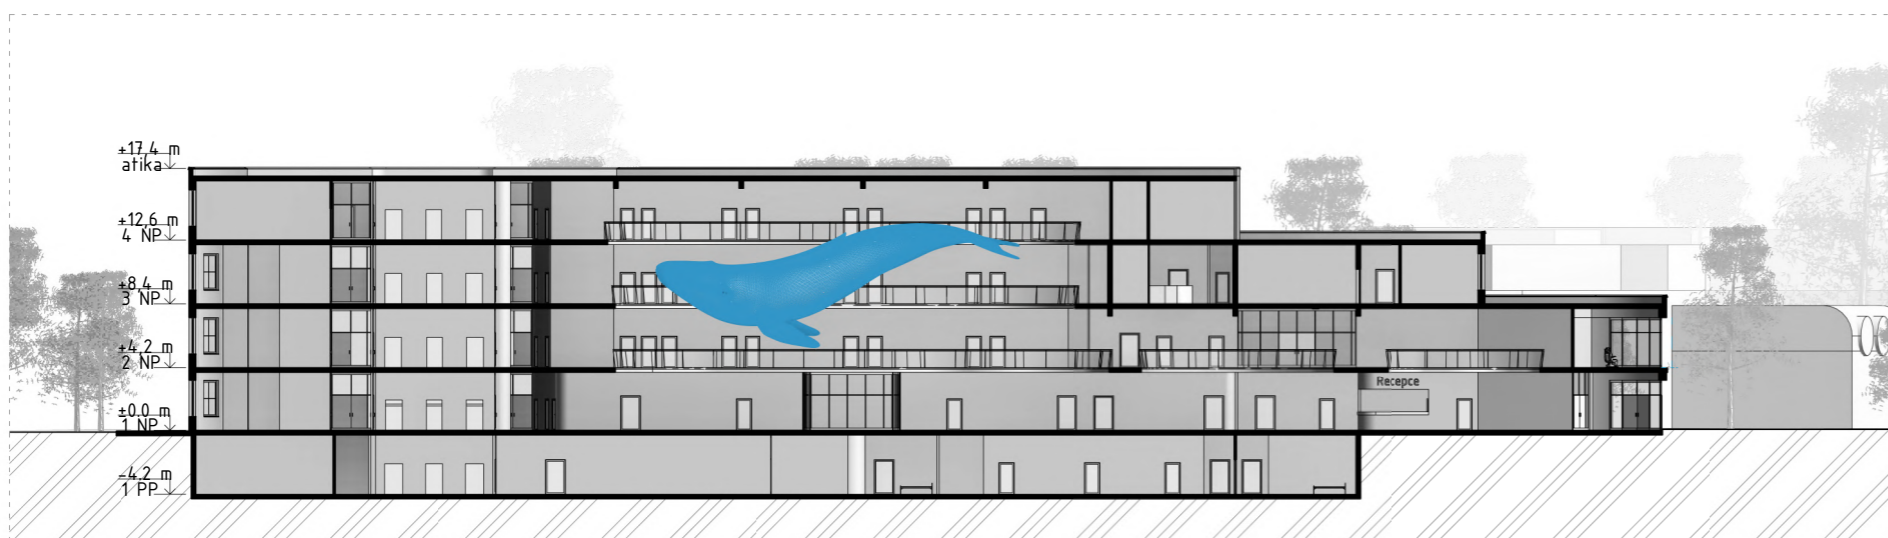 +17,4 m
atika
+12,6 m
4 NP
+8,4 m
3 NP
+4,2 m
2 NP
Recepce
±0,0 m
1 NP
-4,2 m
1 PP